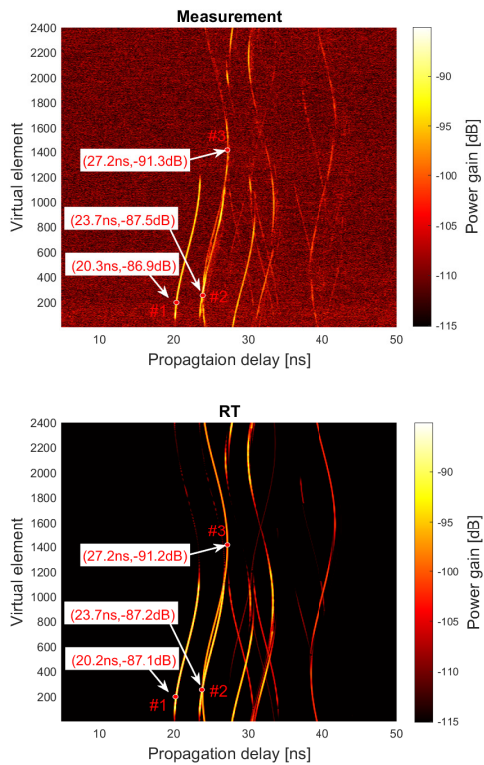 Measurement
2400
2200
2000
1800
1600
1400
1200
1000
800
600
400
200
Virtual element
#3
(27.2ns,-91.3dB)
(23.7ns,-87.5dB)
(20.3ns,-86.9dB)
#1
#2
10 20 30 40 50
Propagtaion delay [ns]
-90
-95
-100
-105
-110
-115
Power gain [dB]
RT
2400
2200
2000
1800
1600
1400
1200
1000
800
600
400
200
Virtual element
#3
(27.2ns,-91.2dB)
(23.7ns,-87.2dB)
(20.2ns,-87.1dB)
#1
#2
10 20 30 40 50
Propagation delay [ns]
-90
-95
-100
-105
-110
-115
Power gain [dB]